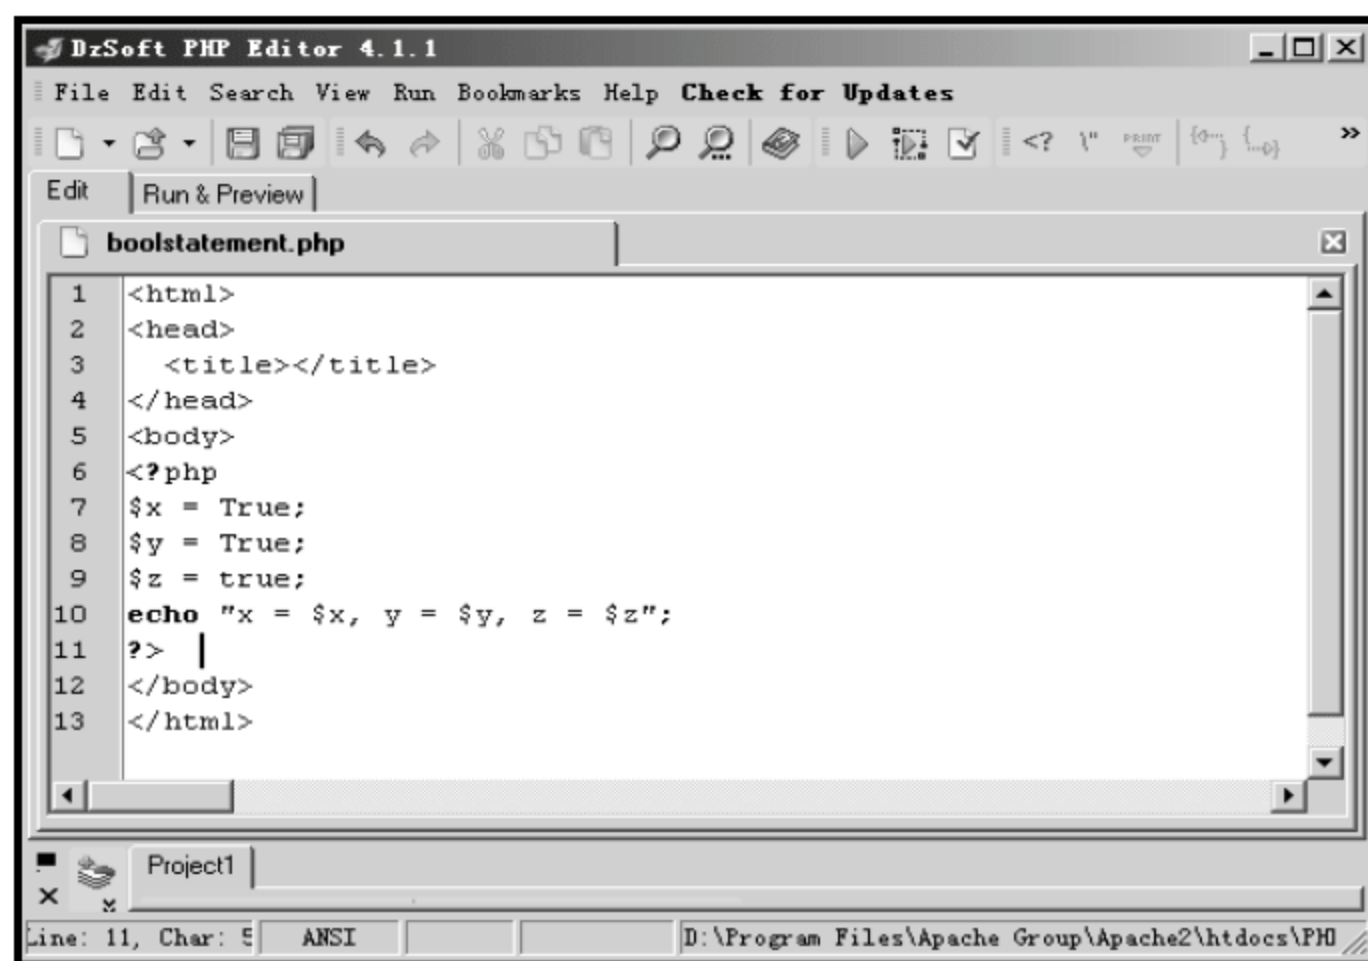 DzSoft PHP Editor 4.1.1
File Edit Search View Run Bookmarks Help Check for Updates
<? \" PRINT {...} {...} »
Edit Run & Preview
boolstatement.php
1 <html>
2 <head>
3   <title></title>
4 </head>
5 <body>
6 <?php
7 $x = True;
8 $y = True;
9 $z = true;
10 echo "x = $x, y = $y, z = $z";
11 ?>
12 </body>
13 </html>
Project1
Line: 11, Char: 5 ANSI D:\Program Files\Apache Group\Apache2\htdocs\PH